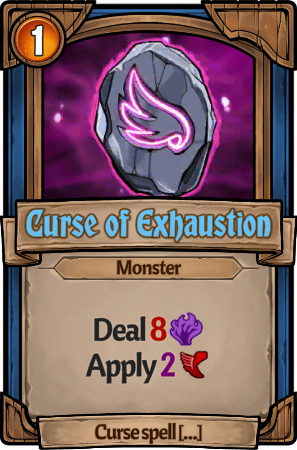 1
Curse of Exhaustion
Monster
Deal 8
Apply 2
Curse spell [...]